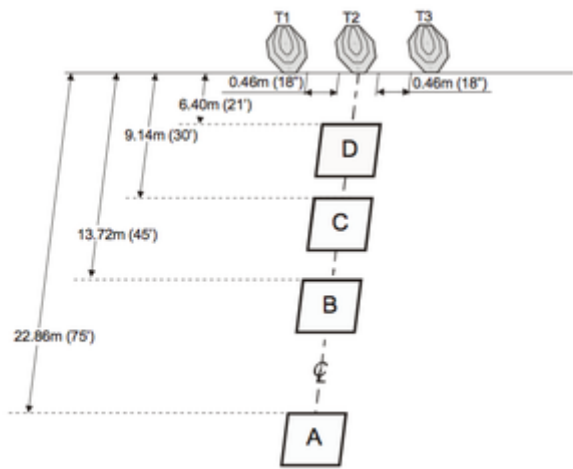 T1 T2 T3
0.46m (18") 0.46m (18")
6.40m (21')
9.14m (30')
D
C
13.72m (45')
B
22.86m (75')
℄
A